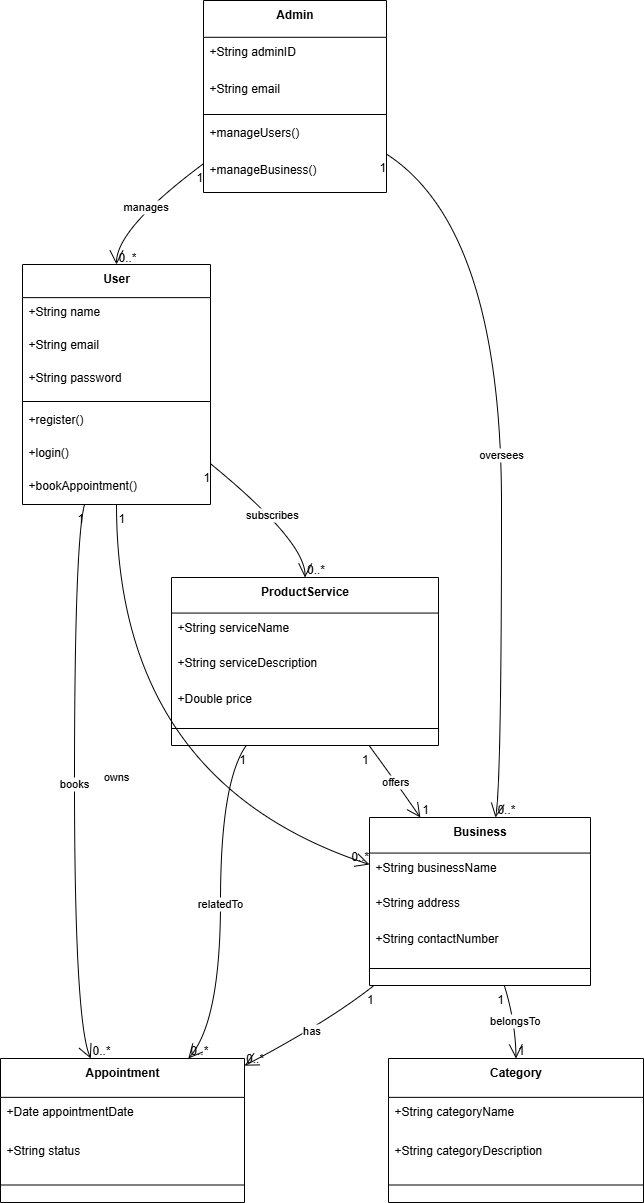 Admin
+String adminID
+String email
+manageUsers()
+manageBusiness()
1
1
manages
0..*
User
+String name
+String email
+String password
+register()
+login()
+bookAppointment()
oversees
1
subscribes
1
1
0..*
ProductService
+String serviceName
+String serviceDescription
+Double price
1
1
owns
books
offers
1
0..*
Business
0..*
+String businessName
+String address
+String contactNumber
relatedTo
1
1
has
belongsTo
0..*
0..*
0..*
1
Appointment
+Date appointmentDate
+String status
Category
+String categoryName
+String categoryDescription